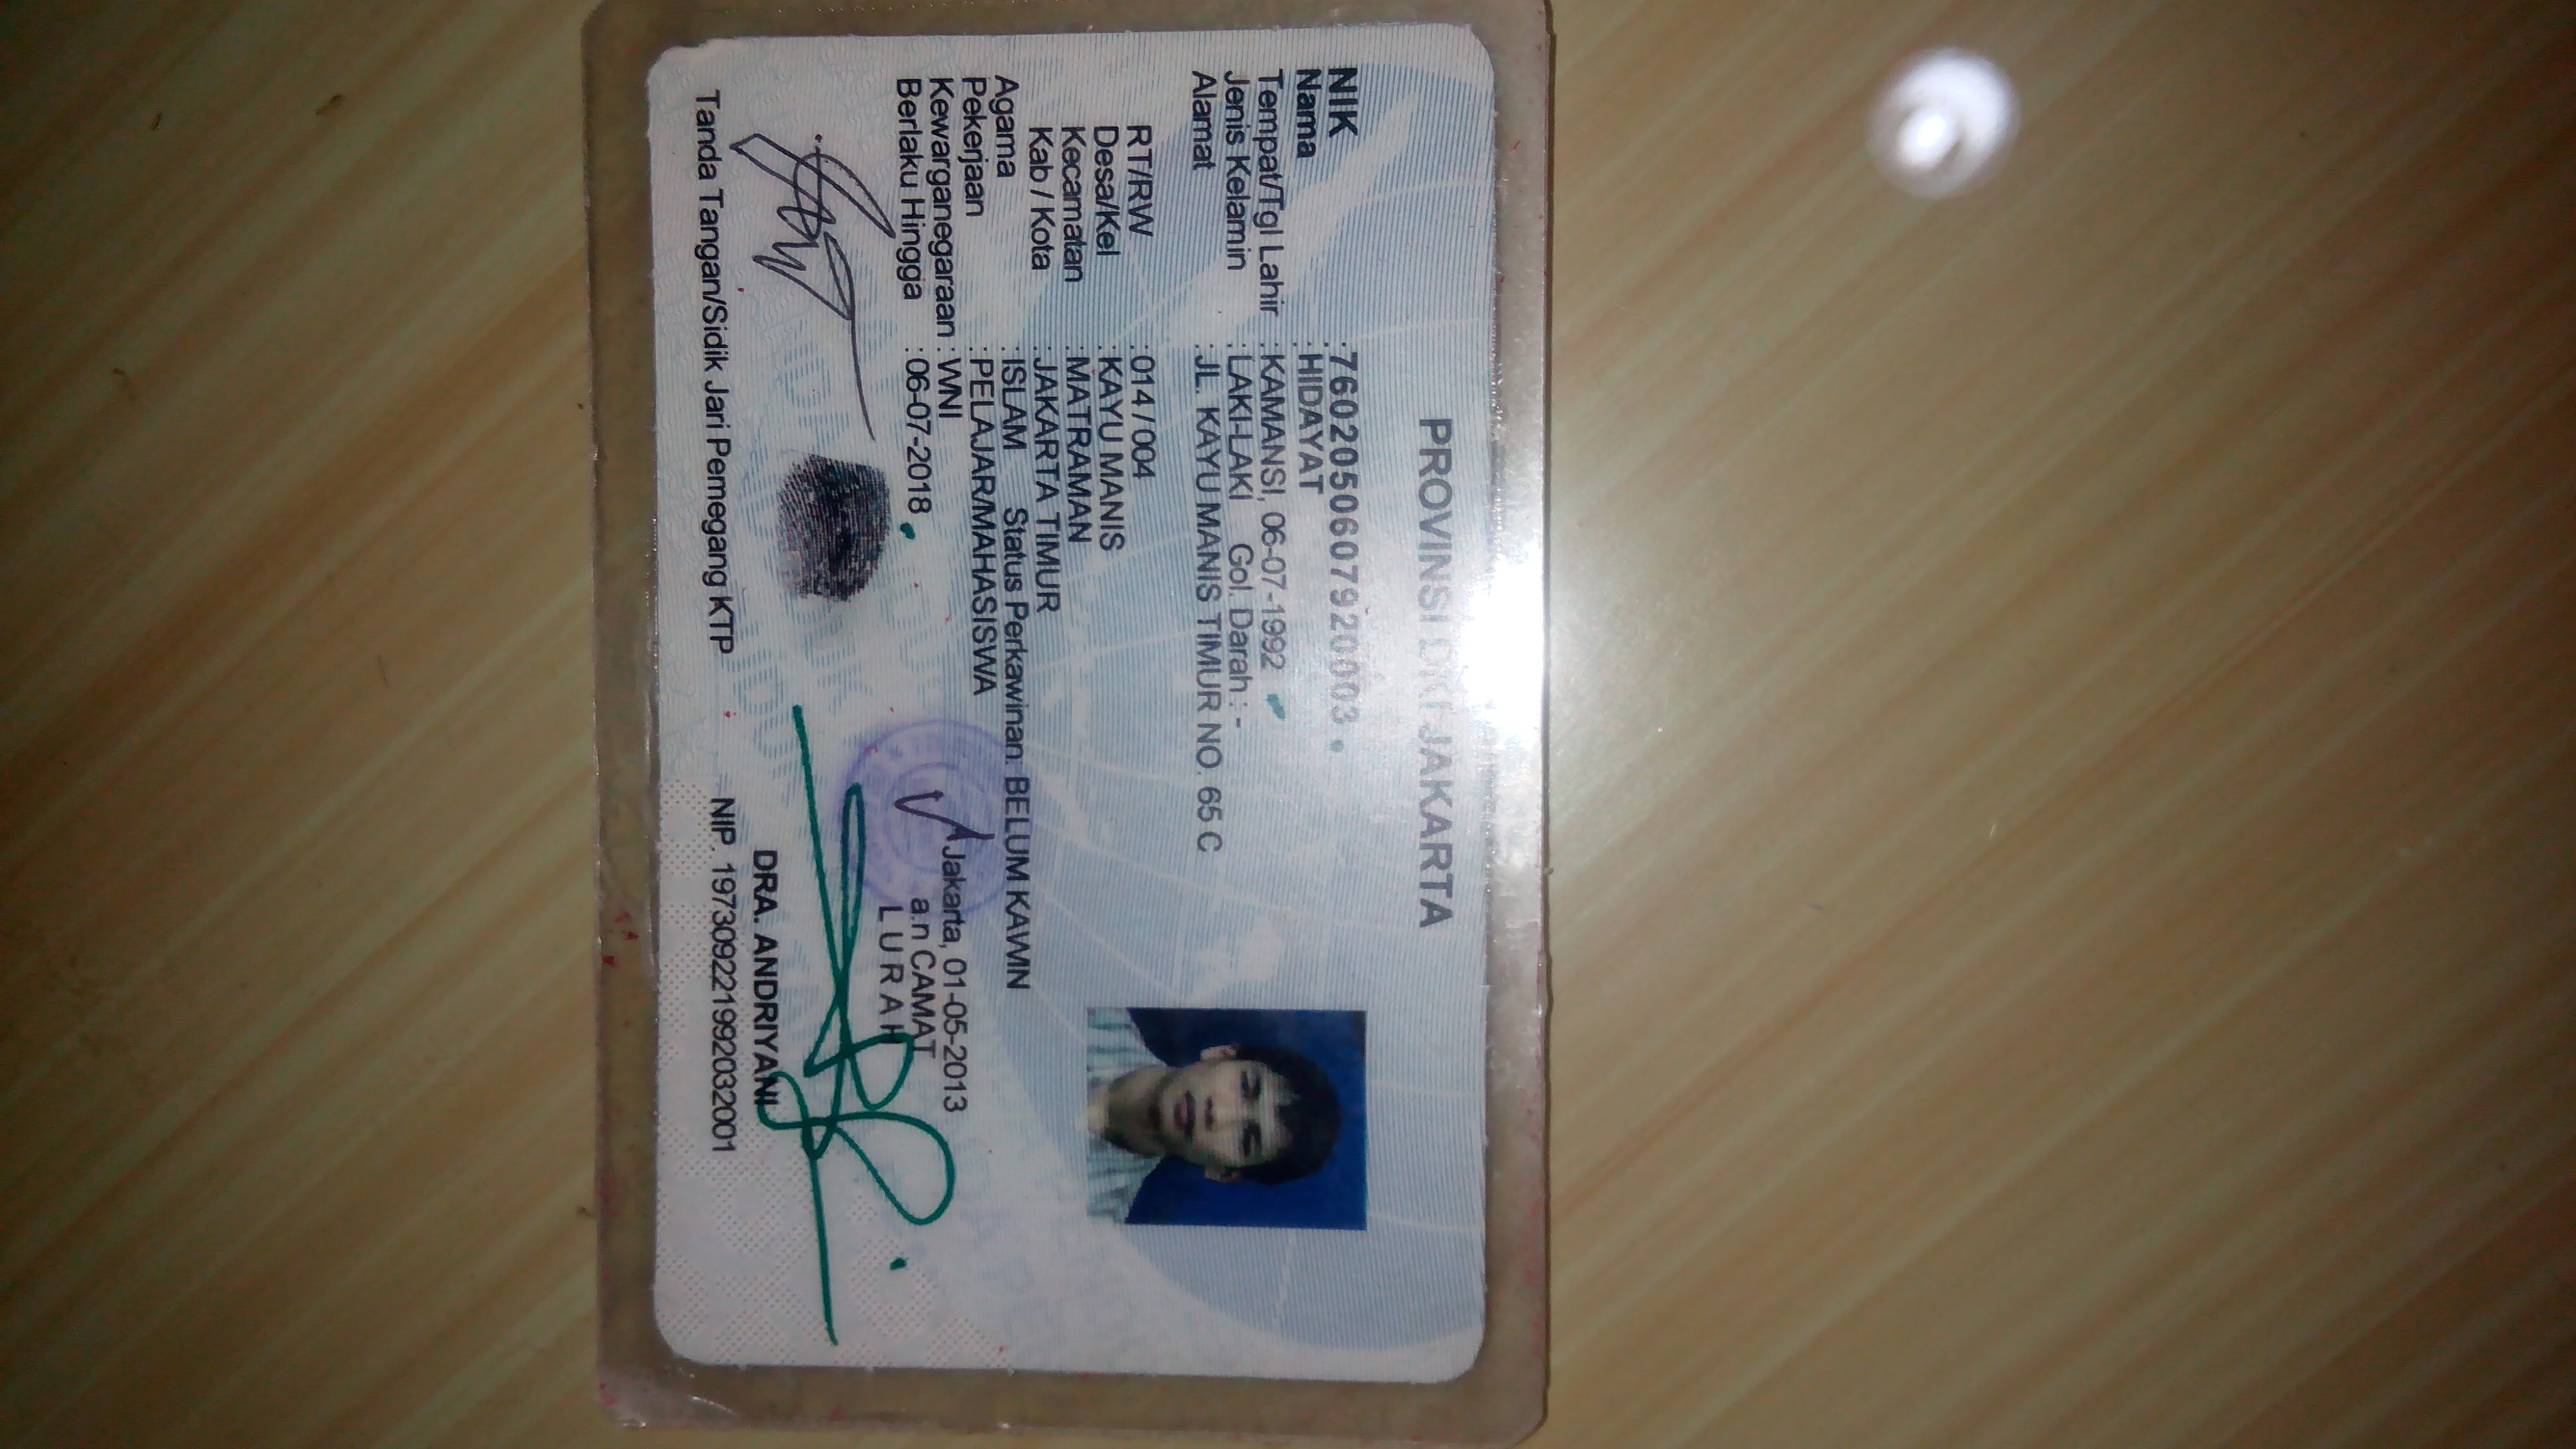 PROVINSI DKI JAKARTA
NIK : 7602050607920003
Nama : HIDAYAT
Tempat/Tgl Lahir : KAMANSI, 06-07-1992
Jenis Kelamin : LAKI-LAKI Gol. Darah : -
Alamat : JL. KAYU MANIS TIMUR NO. 65 C
RT/RW : 014 / 004
Desa/Kel : KAYU MANIS
Kecamatan : MATRAMAN
Kab / Kota : JAKARTA TIMUR
Agama : ISLAM Status Perkawinan: BELUM KAWIN
Pekerjaan : PELAJAR/MAHASISWA
Kewarganegaraan : WNI
Berlaku Hingga : 06-07-2018
Jakarta, 01-05-2013
a.n CAMAT
L U R A H
DRA. ANDRIYANI
Tanda Tangan/Sidik Jari Pemegang KTP
NIP. 197309221992032001